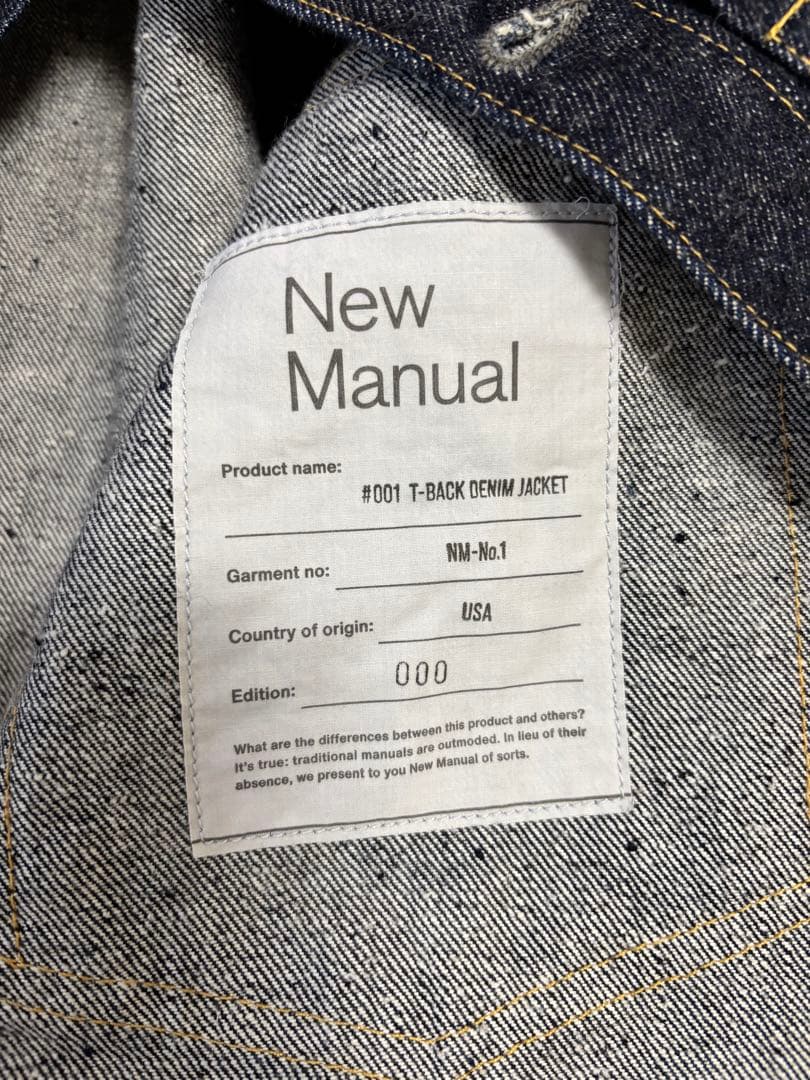 New
Manual
Product name:
#001 T-BACK DENIM JACKET
Garment no: NM-No.1
Country of origin: USA
Edition: 000
What are the differences between this product and others?
It's true: traditional manuals are outmoded. In lieu of their
absence, we present to you New Manual of sorts.